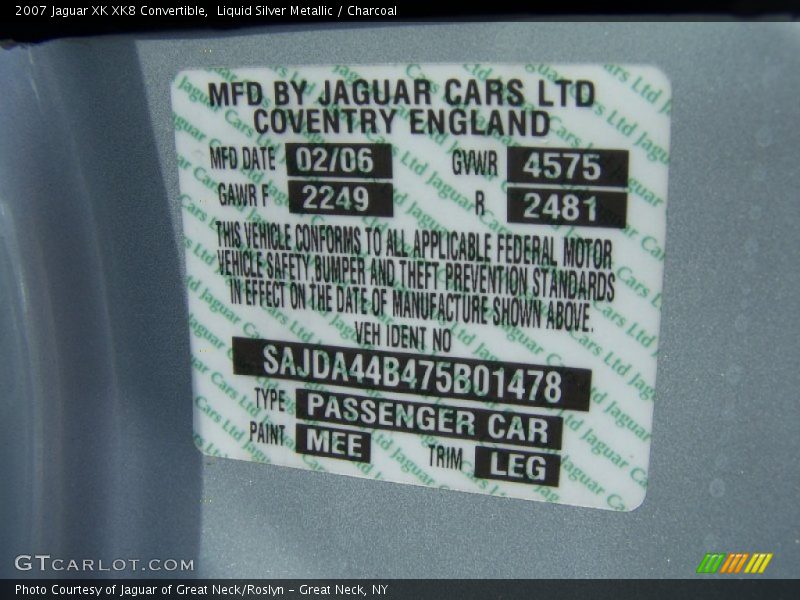 2007 Jaguar XK XK8 Convertible,  Liquid Silver Metallic / Charcoal
MFD BY JAGUAR CARS LTD
COVENTRY ENGLAND
MFD DATE 02/06 GVWR 4575
GAWR F 2249 R 2481
THIS VEHICLE CONFORMS TO ALL APPLICABLE FEDERAL MOTOR
VEHICLE SAFETY, BUMPER AND THEFT PREVENTION STANDARDS
IN EFFECT ON THE DATE OF MANUFACTURE SHOWN ABOVE.
VEH IDENT NO
SAJDA44B475B01478
TYPE PASSENGER CAR
PAINT MEE TRIM LEG
GTCARLOT.COM
Photo Courtesy of Jaguar of Great Neck/Roslyn – Great Neck, NY